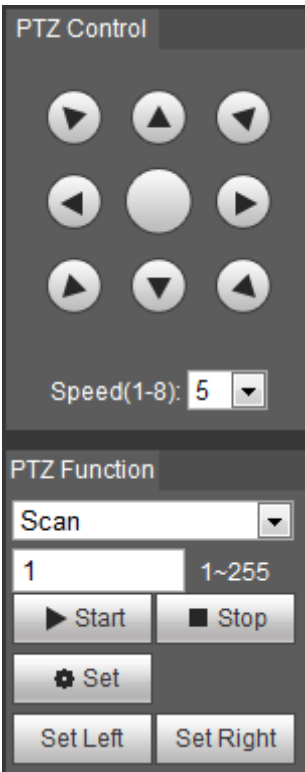 PTZ Control
Speed(1-8): 5
PTZ Function
Scan
1 1~255
Start Stop
Set
Set Left Set Right